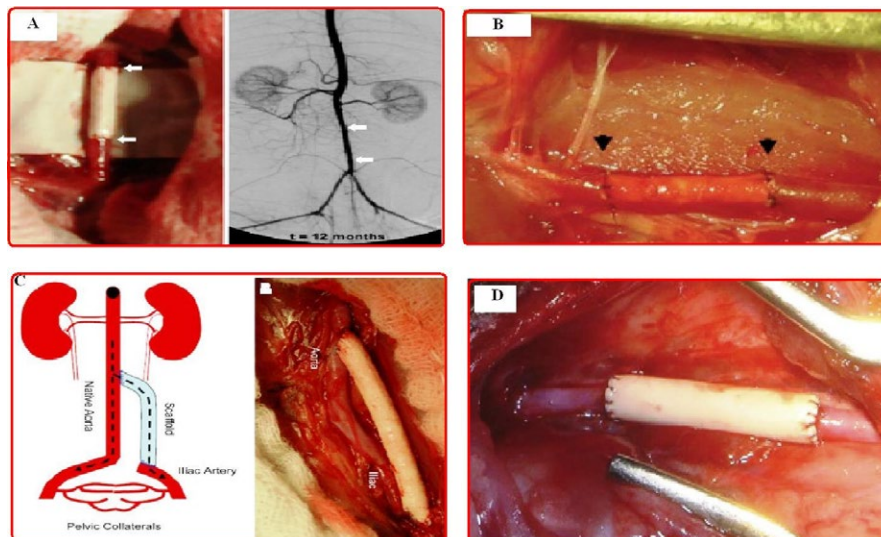 A
t = 12 months
B
C
Native Aorta
Scaffold
Iliac Artery
Pelvic Collaterals
Aorta
Iliac
D